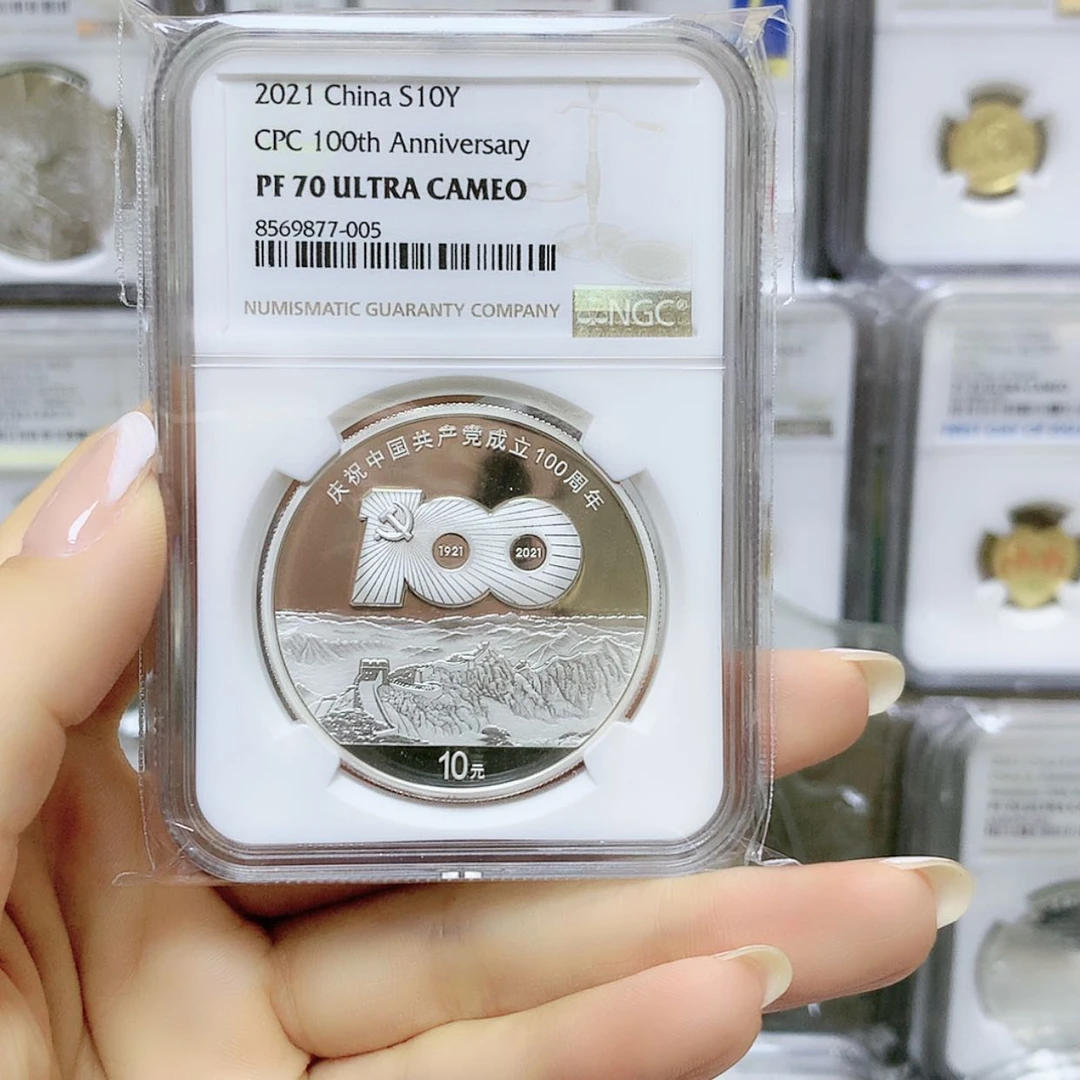 2021 China S10Y
CPC 100th Anniversary
PF 70 ULTRA CAMEO
8569877-005
NUMISMATIC GUARANTY COMPANY
NGC®
庆祝中国共产党成立100周年
100
1921
2021
10元